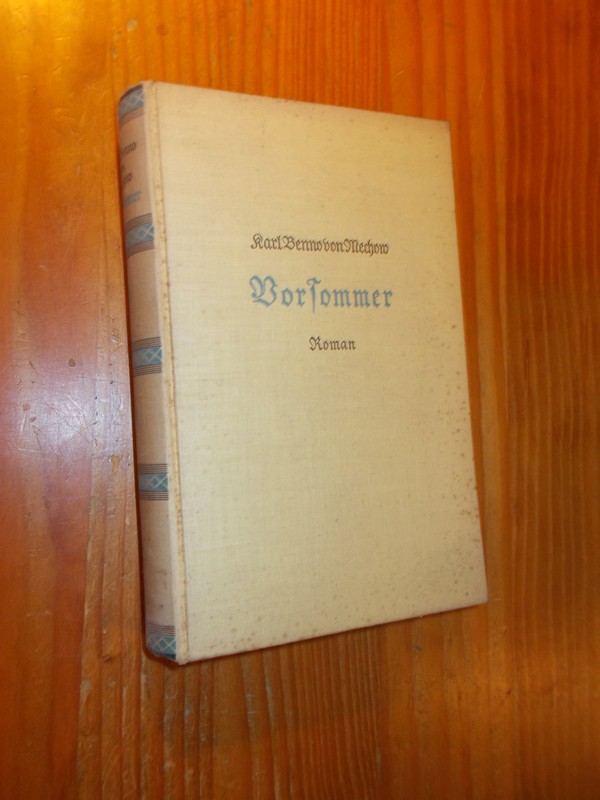 Karl Benno von Mechow
Vorsommer
Roman